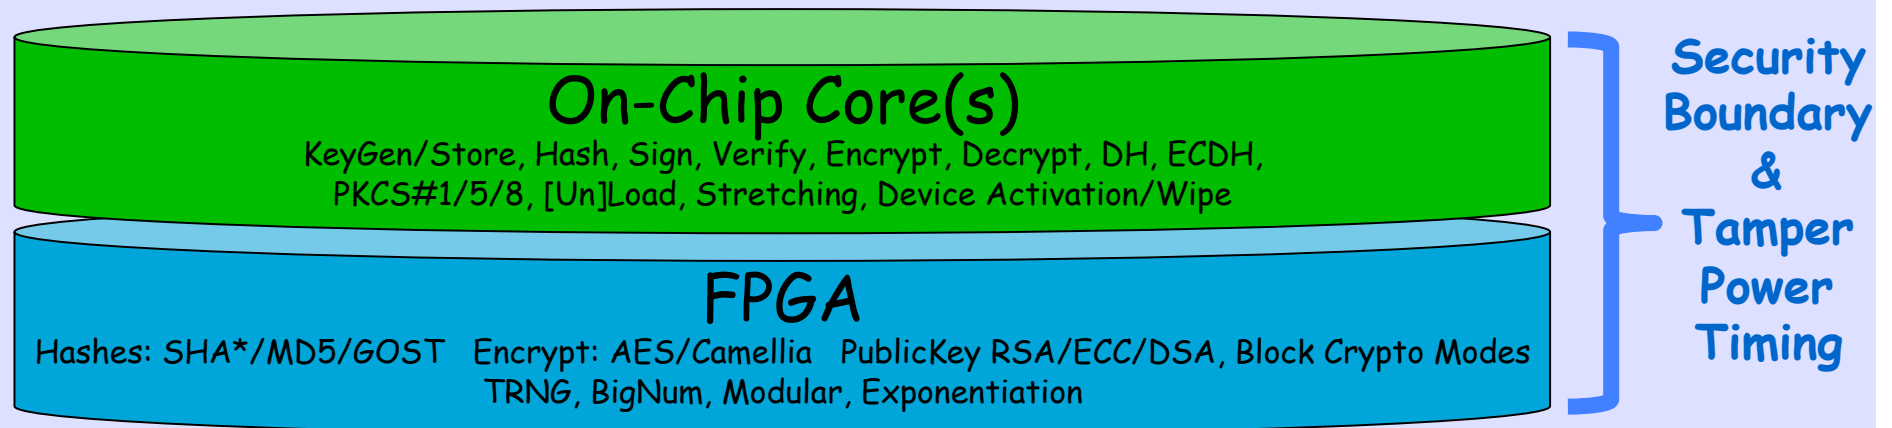 On-Chip Core(s)
KeyGen/Store, Hash, Sign, Verify, Encrypt, Decrypt, DH, ECDH,
PKCS#1/5/8, [Un]Load, Stretching, Device Activation/Wipe
FPGA
Hashes: SHA*/MD5/GOST Encrypt: AES/Camellia PublicKey RSA/ECC/DSA, Block Crypto Modes
TRNG, BigNum, Modular, Exponentiation
Security
Boundary
&
Tamper
Power
Timing